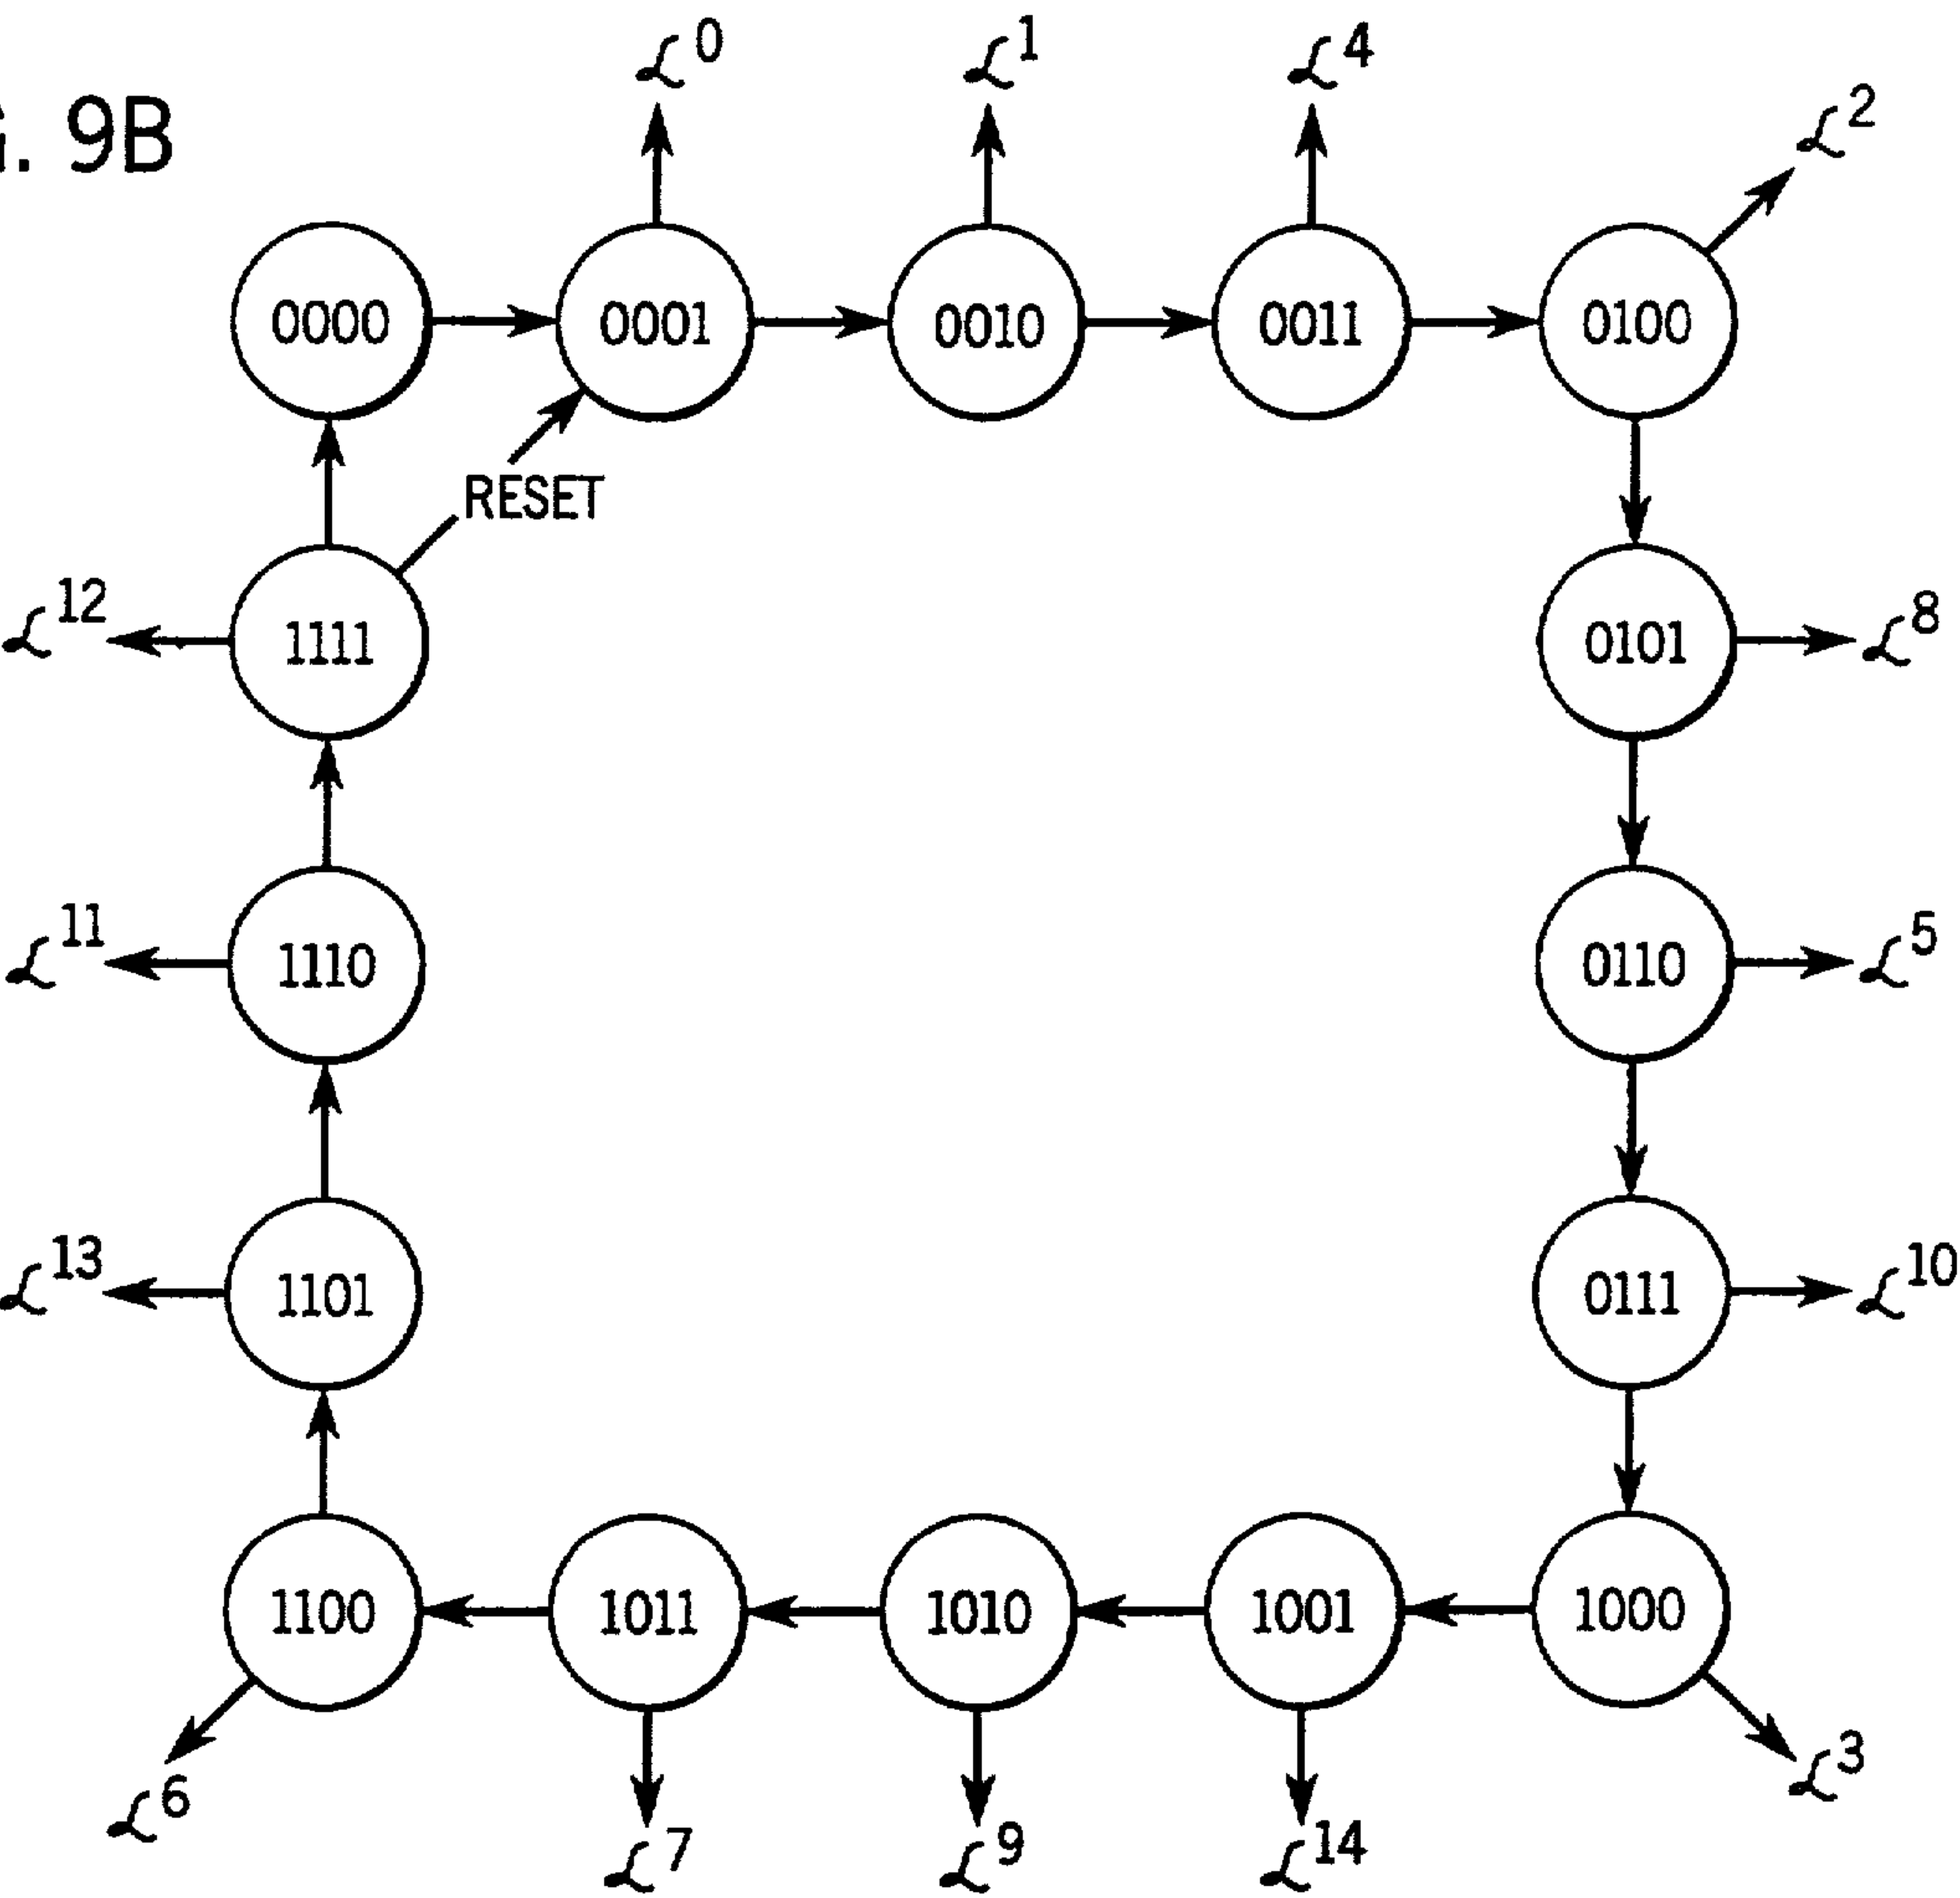 ℒ0 ℒ1 ℒ4
ℒ2
. 9B
0000 0001 0010 0011 0100
RESET
ℒ12 1111 0101 ℒ8
ℒ11 1110 0110 ℒ5
ℒ13 1101 0111 ℒ10
1100 1011 1010 1001 1000
ℒ6 ℒ7 ℒ9 ℒ14 ℒ3